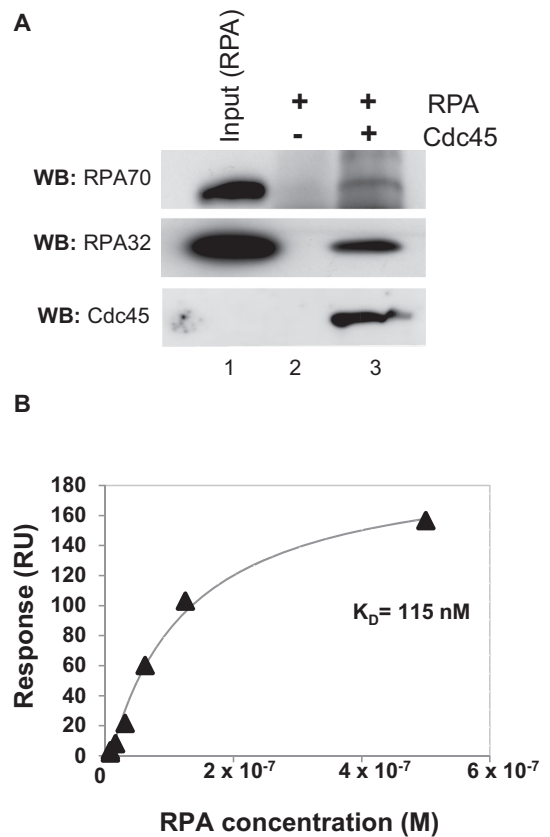 A
Input (RPA)
+ + RPA
- + Cdc45
WB: RPA70
WB: RPA32
WB: Cdc45
1 2 3
B
180
160
140
120
100
80
60
40
20
0
Response (RU)
K_D= 115 nM
0 2 x 10⁻⁷ 4 x 10⁻⁷ 6 x 10⁻⁷
RPA concentration (M)